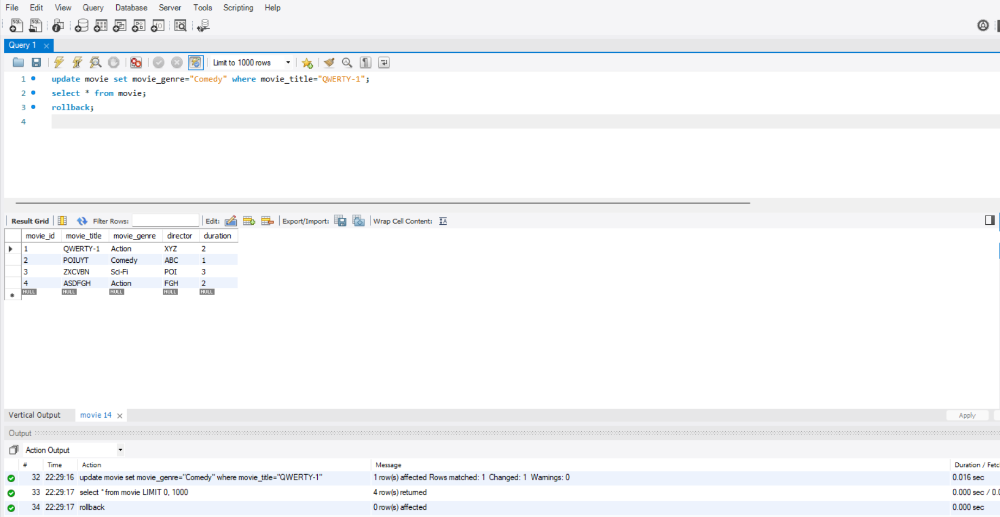 File Edit View Query Database Server Tools Scripting Help
Query 1
Limit to 1000 rows
1 update movie set movie_genre="Comedy" where movie_title="QWERTY-1";
2 select * from movie;
3 rollback;
4
Result Grid Filter Rows: Edit: Export/Import: Wrap Cell Content:
movie_id movie_title movie_genre director duration
1 QWERTY-1 Action XYZ 2
2 POIUYT Comedy ABC 1
3 ZXCVBN Sci-Fi POI 3
4 ASDFGH Action FGH 2
NULL NULL NULL NULL NULL
Vertical Output movie 14 Apply
Output
Action Output
# Time Action Message Duration / Fetc
32 22:29:16 update movie set movie_genre="Comedy" where movie_title="QWERTY-1" 1 row(s) affected Rows matched: 1 Changed: 1 Warnings: 0 0.016 sec
33 22:29:17 select * from movie LIMIT 0, 1000 4 row(s) returned 0.000 sec / 0.0
34 22:29:17 rollback 0 row(s) affected 0.000 sec